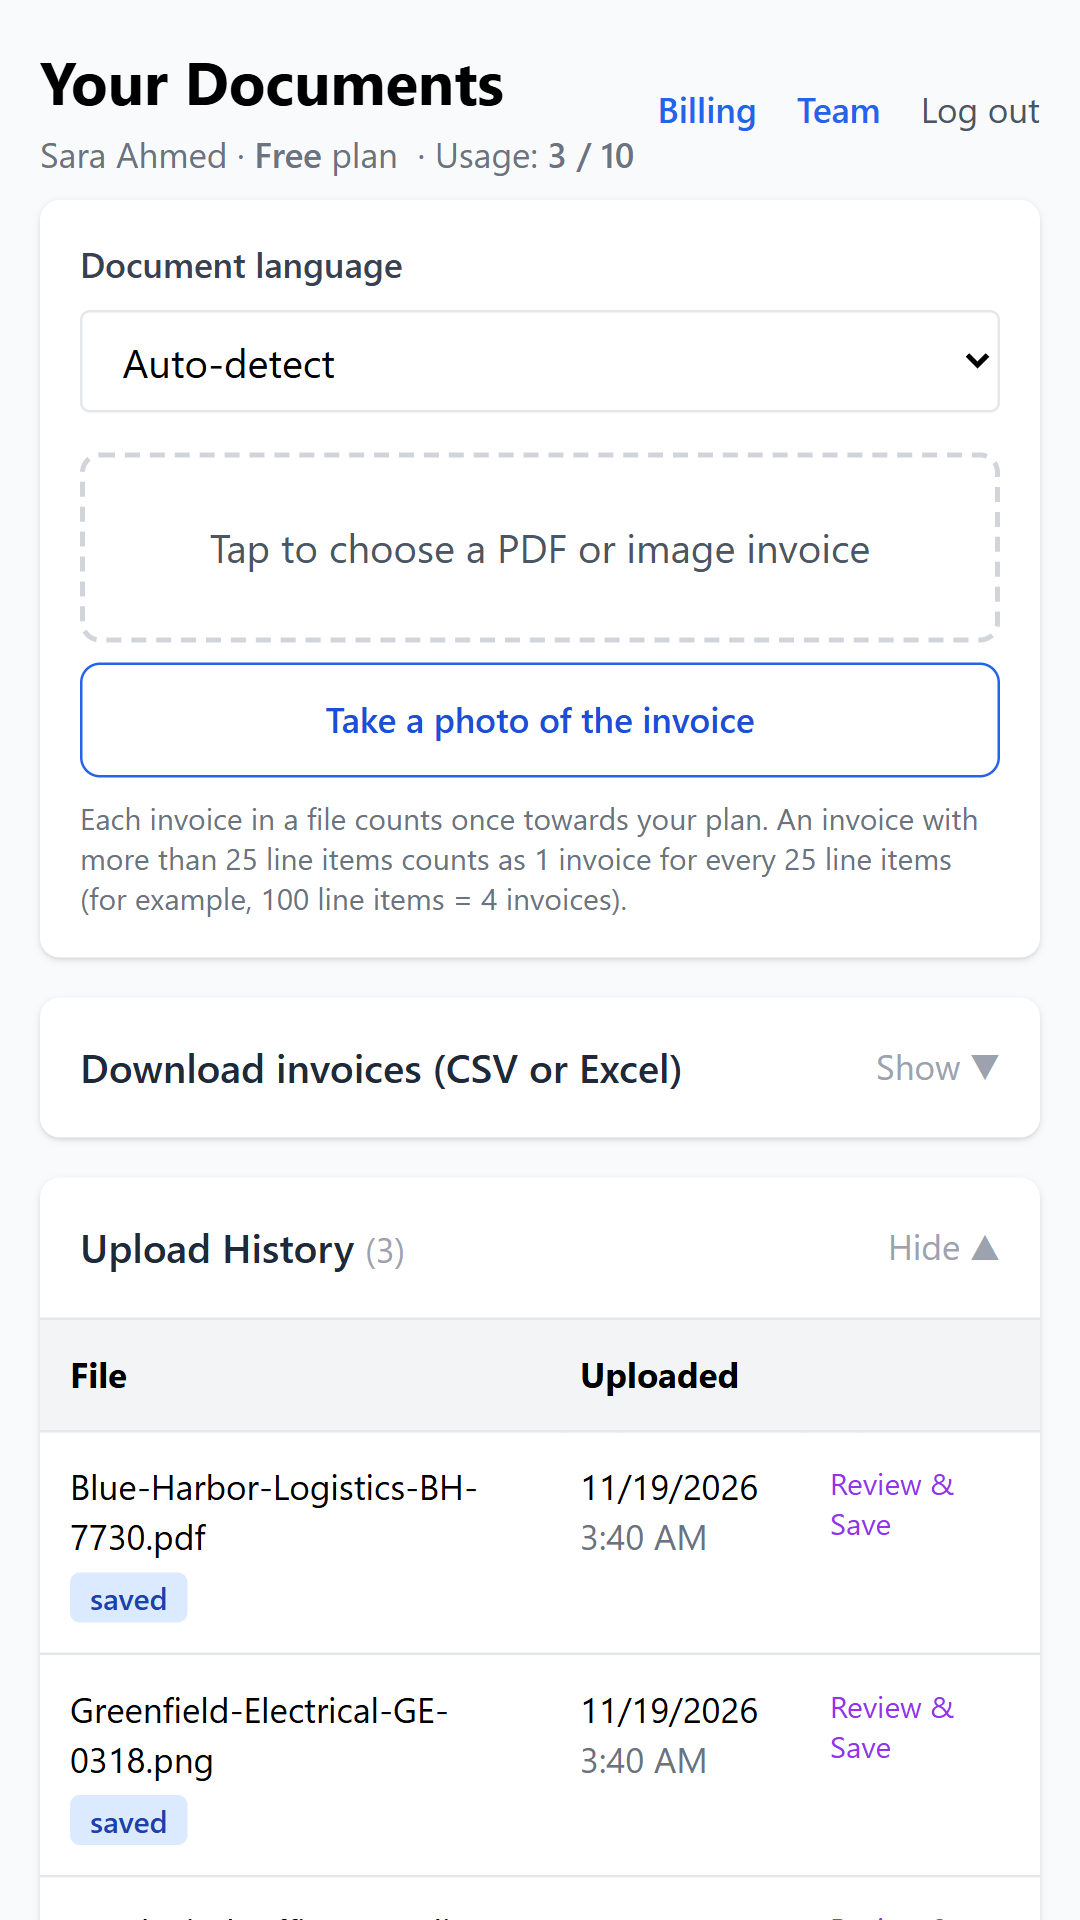 Your Documents
Billing Team Log out
Sara Ahmed · Free plan · Usage: 3 / 10
Document language
Auto-detect
Tap to choose a PDF or image invoice
Take a photo of the invoice
Each invoice in a file counts once towards your plan. An invoice with
more than 25 line items counts as 1 invoice for every 25 line items
(for example, 100 line items = 4 invoices).
Download invoices (CSV or Excel) Show ▼
Upload History (3) Hide ▲
File Uploaded
Blue-Harbor-Logistics-BH- 11/19/2026 Review &
7730.pdf 3:40 AM Save
saved
Greenfield-Electrical-GE- 11/19/2026 Review &
0318.png 3:40 AM Save
saved